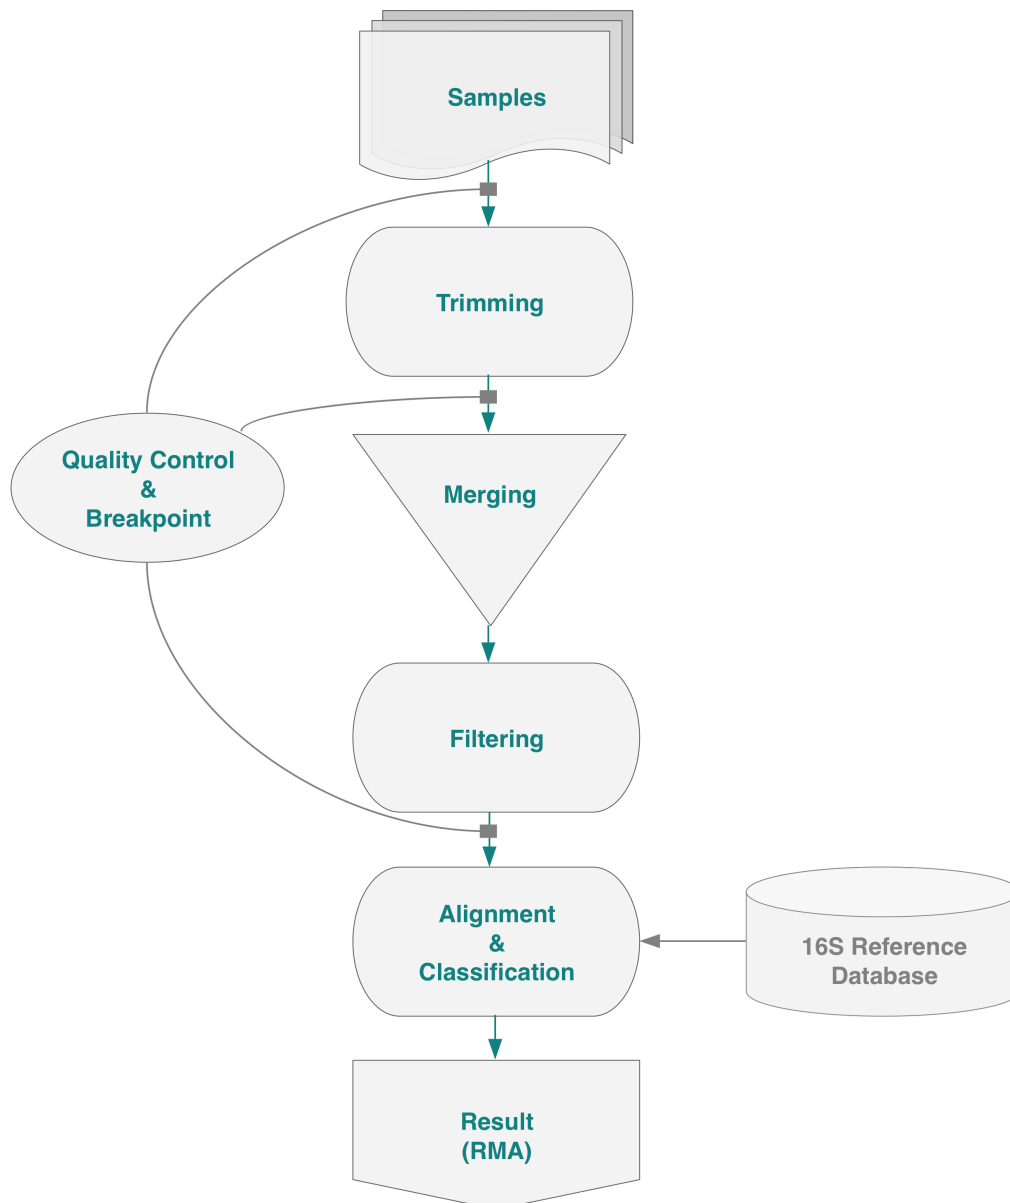 Samples
Trimming
Quality Control
&
Breakpoint
Merging
Filtering
Alignment
&
Classification
16S Reference
Database
Result
(RMA)